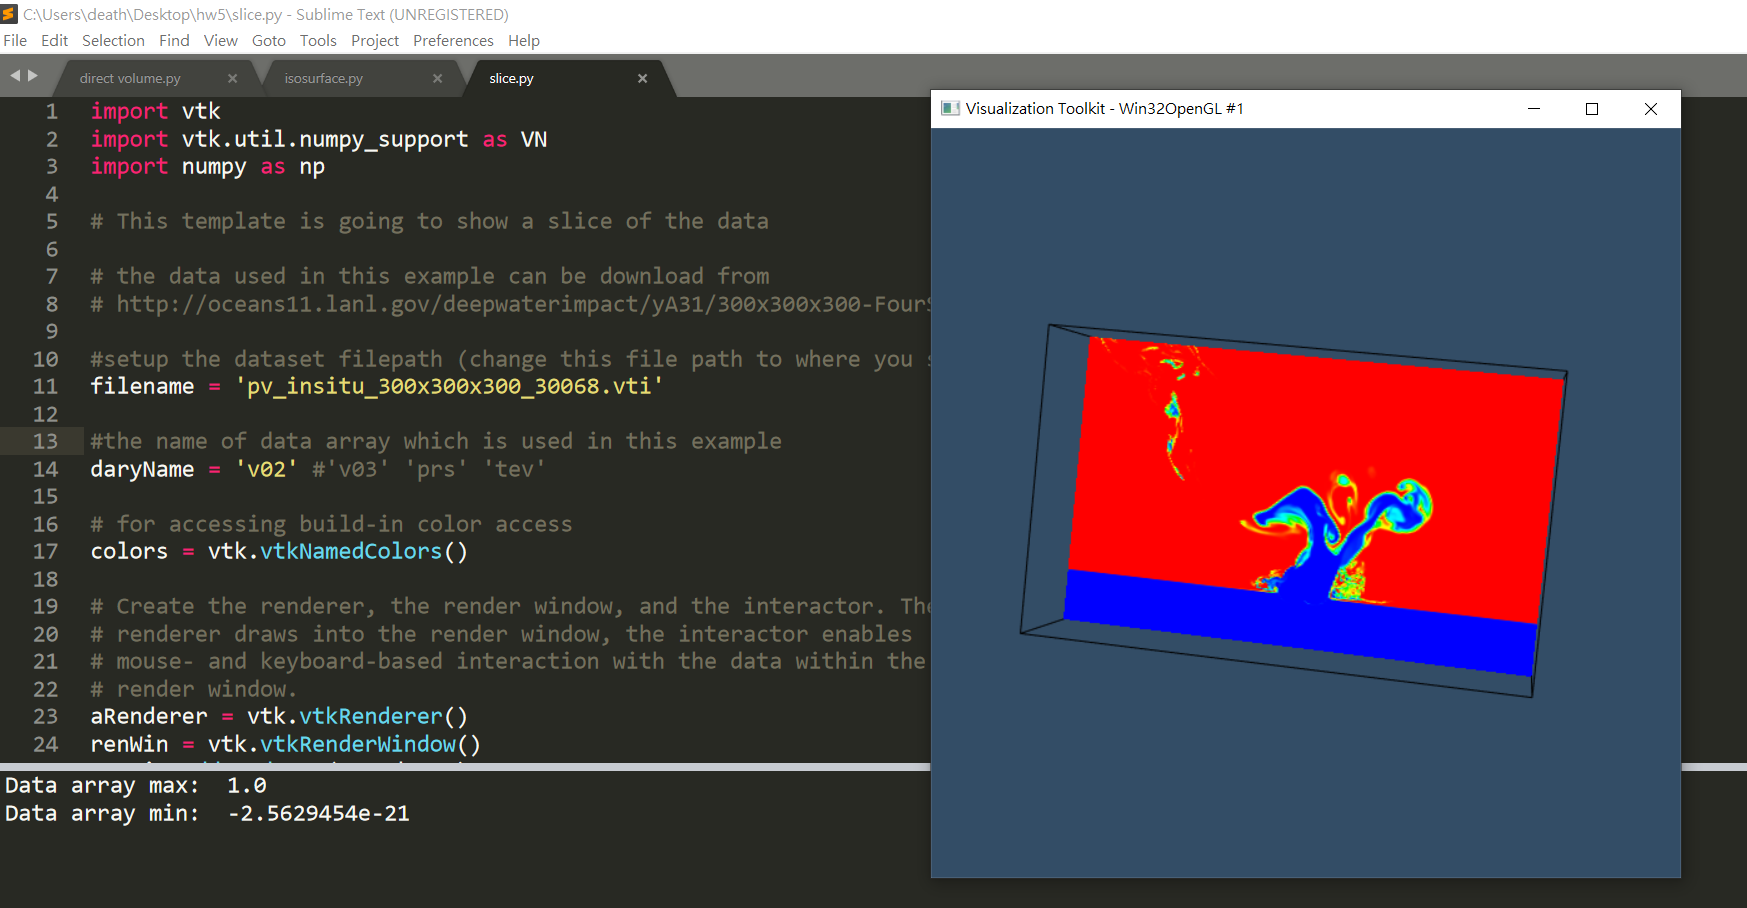 C:\Users\death\Desktop\hw5\slice.py - Sublime Text (UNREGISTERED)
File Edit Selection Find View Goto Tools Project Preferences Help
direct volume.py isosurface.py slice.py
1 import vtk
2 import vtk.util.numpy_support as VN
3 import numpy as np
4
5 # This template is going to show a slice of the data
6
7 # the data used in this example can be download from
8 # http://oceans11.lanl.gov/deepwaterimpact/yA31/300x300x300-Four
9
10 #setup the dataset filepath (change this file path to where you
11 filename = 'pv_insitu_300x300x300_30068.vti'
12
13 #the name of data array which is used in this example
14 daryName = 'v02' #'v03' 'prs' 'tev'
15
16 # for accessing build-in color access
17 colors = vtk.vtkNamedColors()
18
19 # Create the renderer, the render window, and the interactor. The
20 # renderer draws into the render window, the interactor enables
21 # mouse- and keyboard-based interaction with the data within the
22 # render window.
23 aRenderer = vtk.vtkRenderer()
24 renWin = vtk.vtkRenderWindow()
Data array max:  1.0
Data array min:  -2.5629454e-21
Visualization Toolkit - Win32OpenGL #1